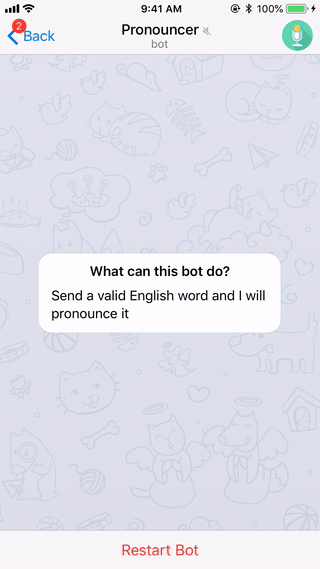 9:41 AM
100%
2
Back
Pronouncer
bot
What can this bot do?
Send a valid English word and I will
pronounce it
Restart Bot